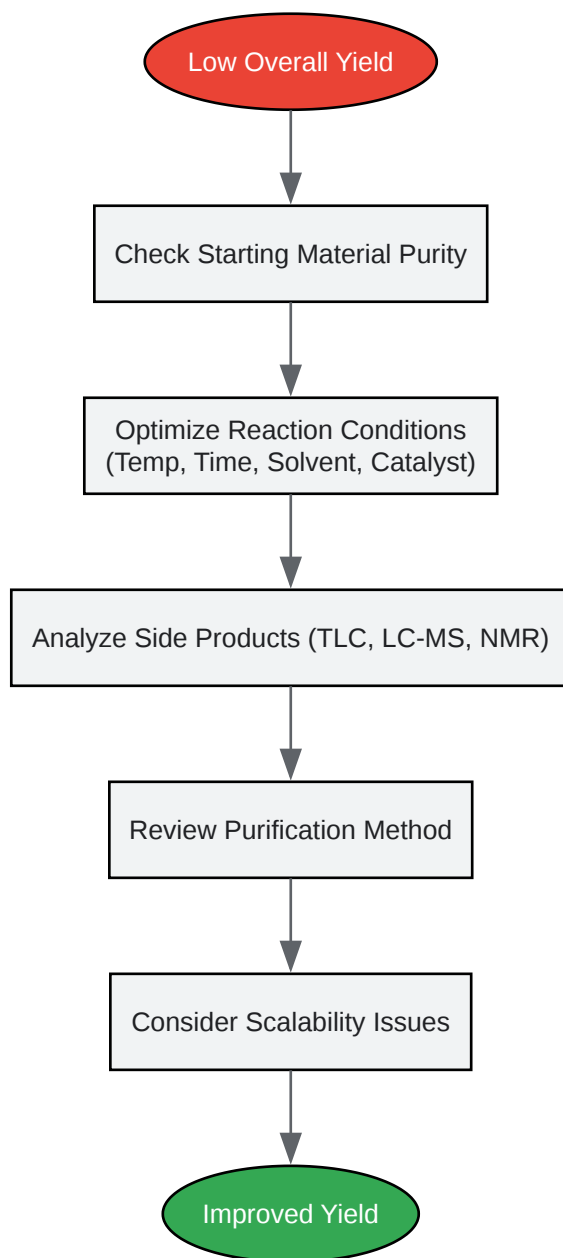 Low Overall Yield
Check Starting Material Purity
Optimize Reaction Conditions
(Temp, Time, Solvent, Catalyst)
Analyze Side Products (TLC, LC-MS, NMR)
Review Purification Method
Consider Scalability Issues
Improved Yield